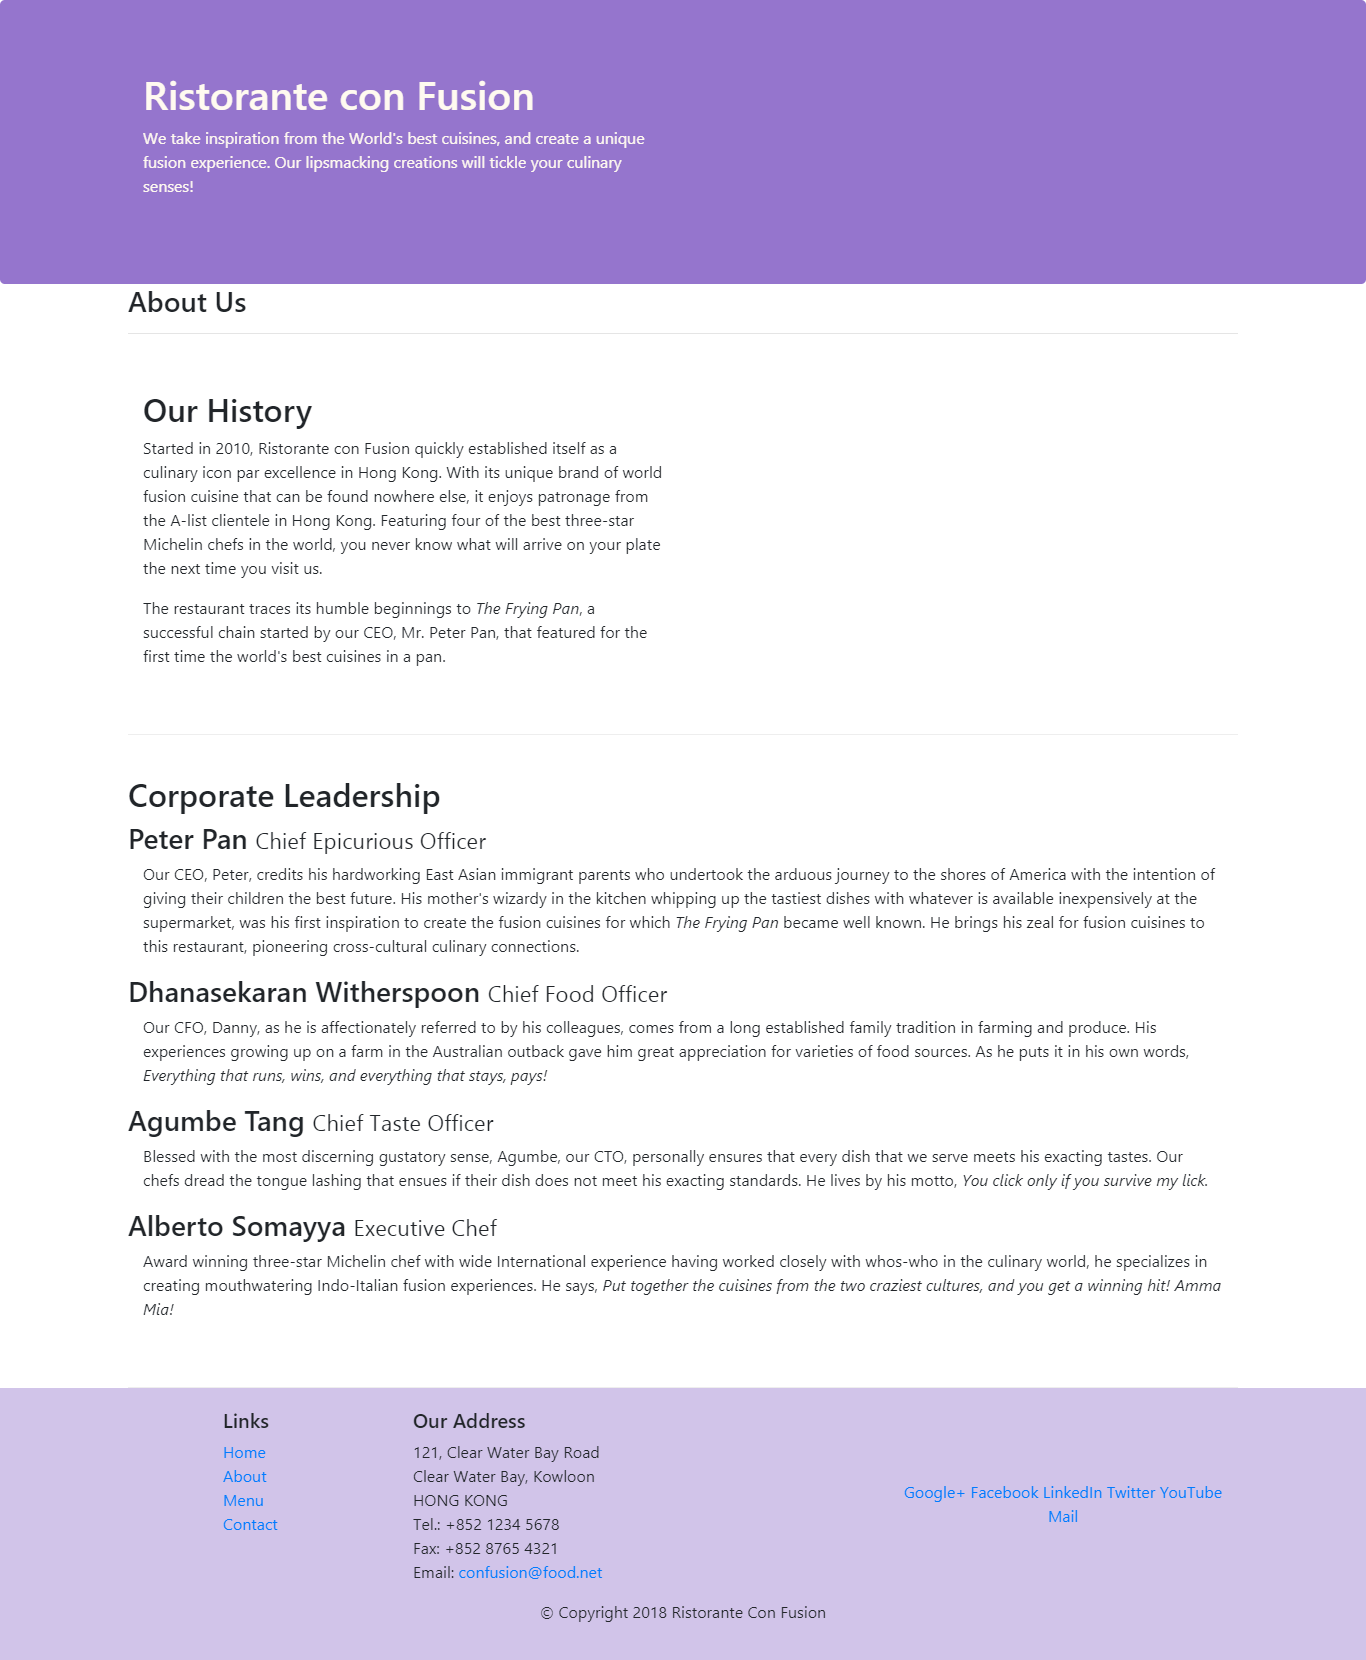 Ristorante con Fusion
We take inspiration from the World's best cuisines, and create a unique
fusion experience. Our lipsmacking creations will tickle your culinary
senses!
About Us
Our History
Started in 2010, Ristorante con Fusion quickly established itself as a
culinary icon par excellence in Hong Kong. With its unique brand of world
fusion cuisine that can be found nowhere else, it enjoys patronage from
the A-list clientele in Hong Kong. Featuring four of the best three-star
Michelin chefs in the world, you never know what will arrive on your plate
the next time you visit us.
The restaurant traces its humble beginnings to The Frying Pan, a
successful chain started by our CEO, Mr. Peter Pan, that featured for the
first time the world's best cuisines in a pan.
Corporate Leadership
Peter Pan Chief Epicurious Officer
Our CEO, Peter, credits his hardworking East Asian immigrant parents who undertook the arduous journey to the shores of America with the intention of
giving their children the best future. His mother's wizardy in the kitchen whipping up the tastiest dishes with whatever is available inexpensively at the
supermarket, was his first inspiration to create the fusion cuisines for which The Frying Pan became well known. He brings his zeal for fusion cuisines to
this restaurant, pioneering cross-cultural culinary connections.
Dhanasekaran Witherspoon Chief Food Officer
Our CFO, Danny, as he is affectionately referred to by his colleagues, comes from a long established family tradition in farming and produce. His
experiences growing up on a farm in the Australian outback gave him great appreciation for varieties of food sources. As he puts it in his own words,
Everything that runs, wins, and everything that stays, pays!
Agumbe Tang Chief Taste Officer
Blessed with the most discerning gustatory sense, Agumbe, our CTO, personally ensures that every dish that we serve meets his exacting tastes. Our
chefs dread the tongue lashing that ensues if their dish does not meet his exacting standards. He lives by his motto, You click only if you survive my lick.
Alberto Somayya Executive Chef
Award winning three-star Michelin chef with wide International experience having worked closely with whos-who in the culinary world, he specializes in
creating mouthwatering Indo-Italian fusion experiences. He says, Put together the cuisines from the two craziest cultures, and you get a winning hit! Amma
Mia!
Links
Home
About
Menu
Contact
Our Address
121, Clear Water Bay Road
Clear Water Bay, Kowloon
HONG KONG
Tel.: +852 1234 5678
Fax: +852 8765 4321
Email: confusion@food.net
Google+ Facebook LinkedIn Twitter YouTube
Mail
© Copyright 2018 Ristorante Con Fusion